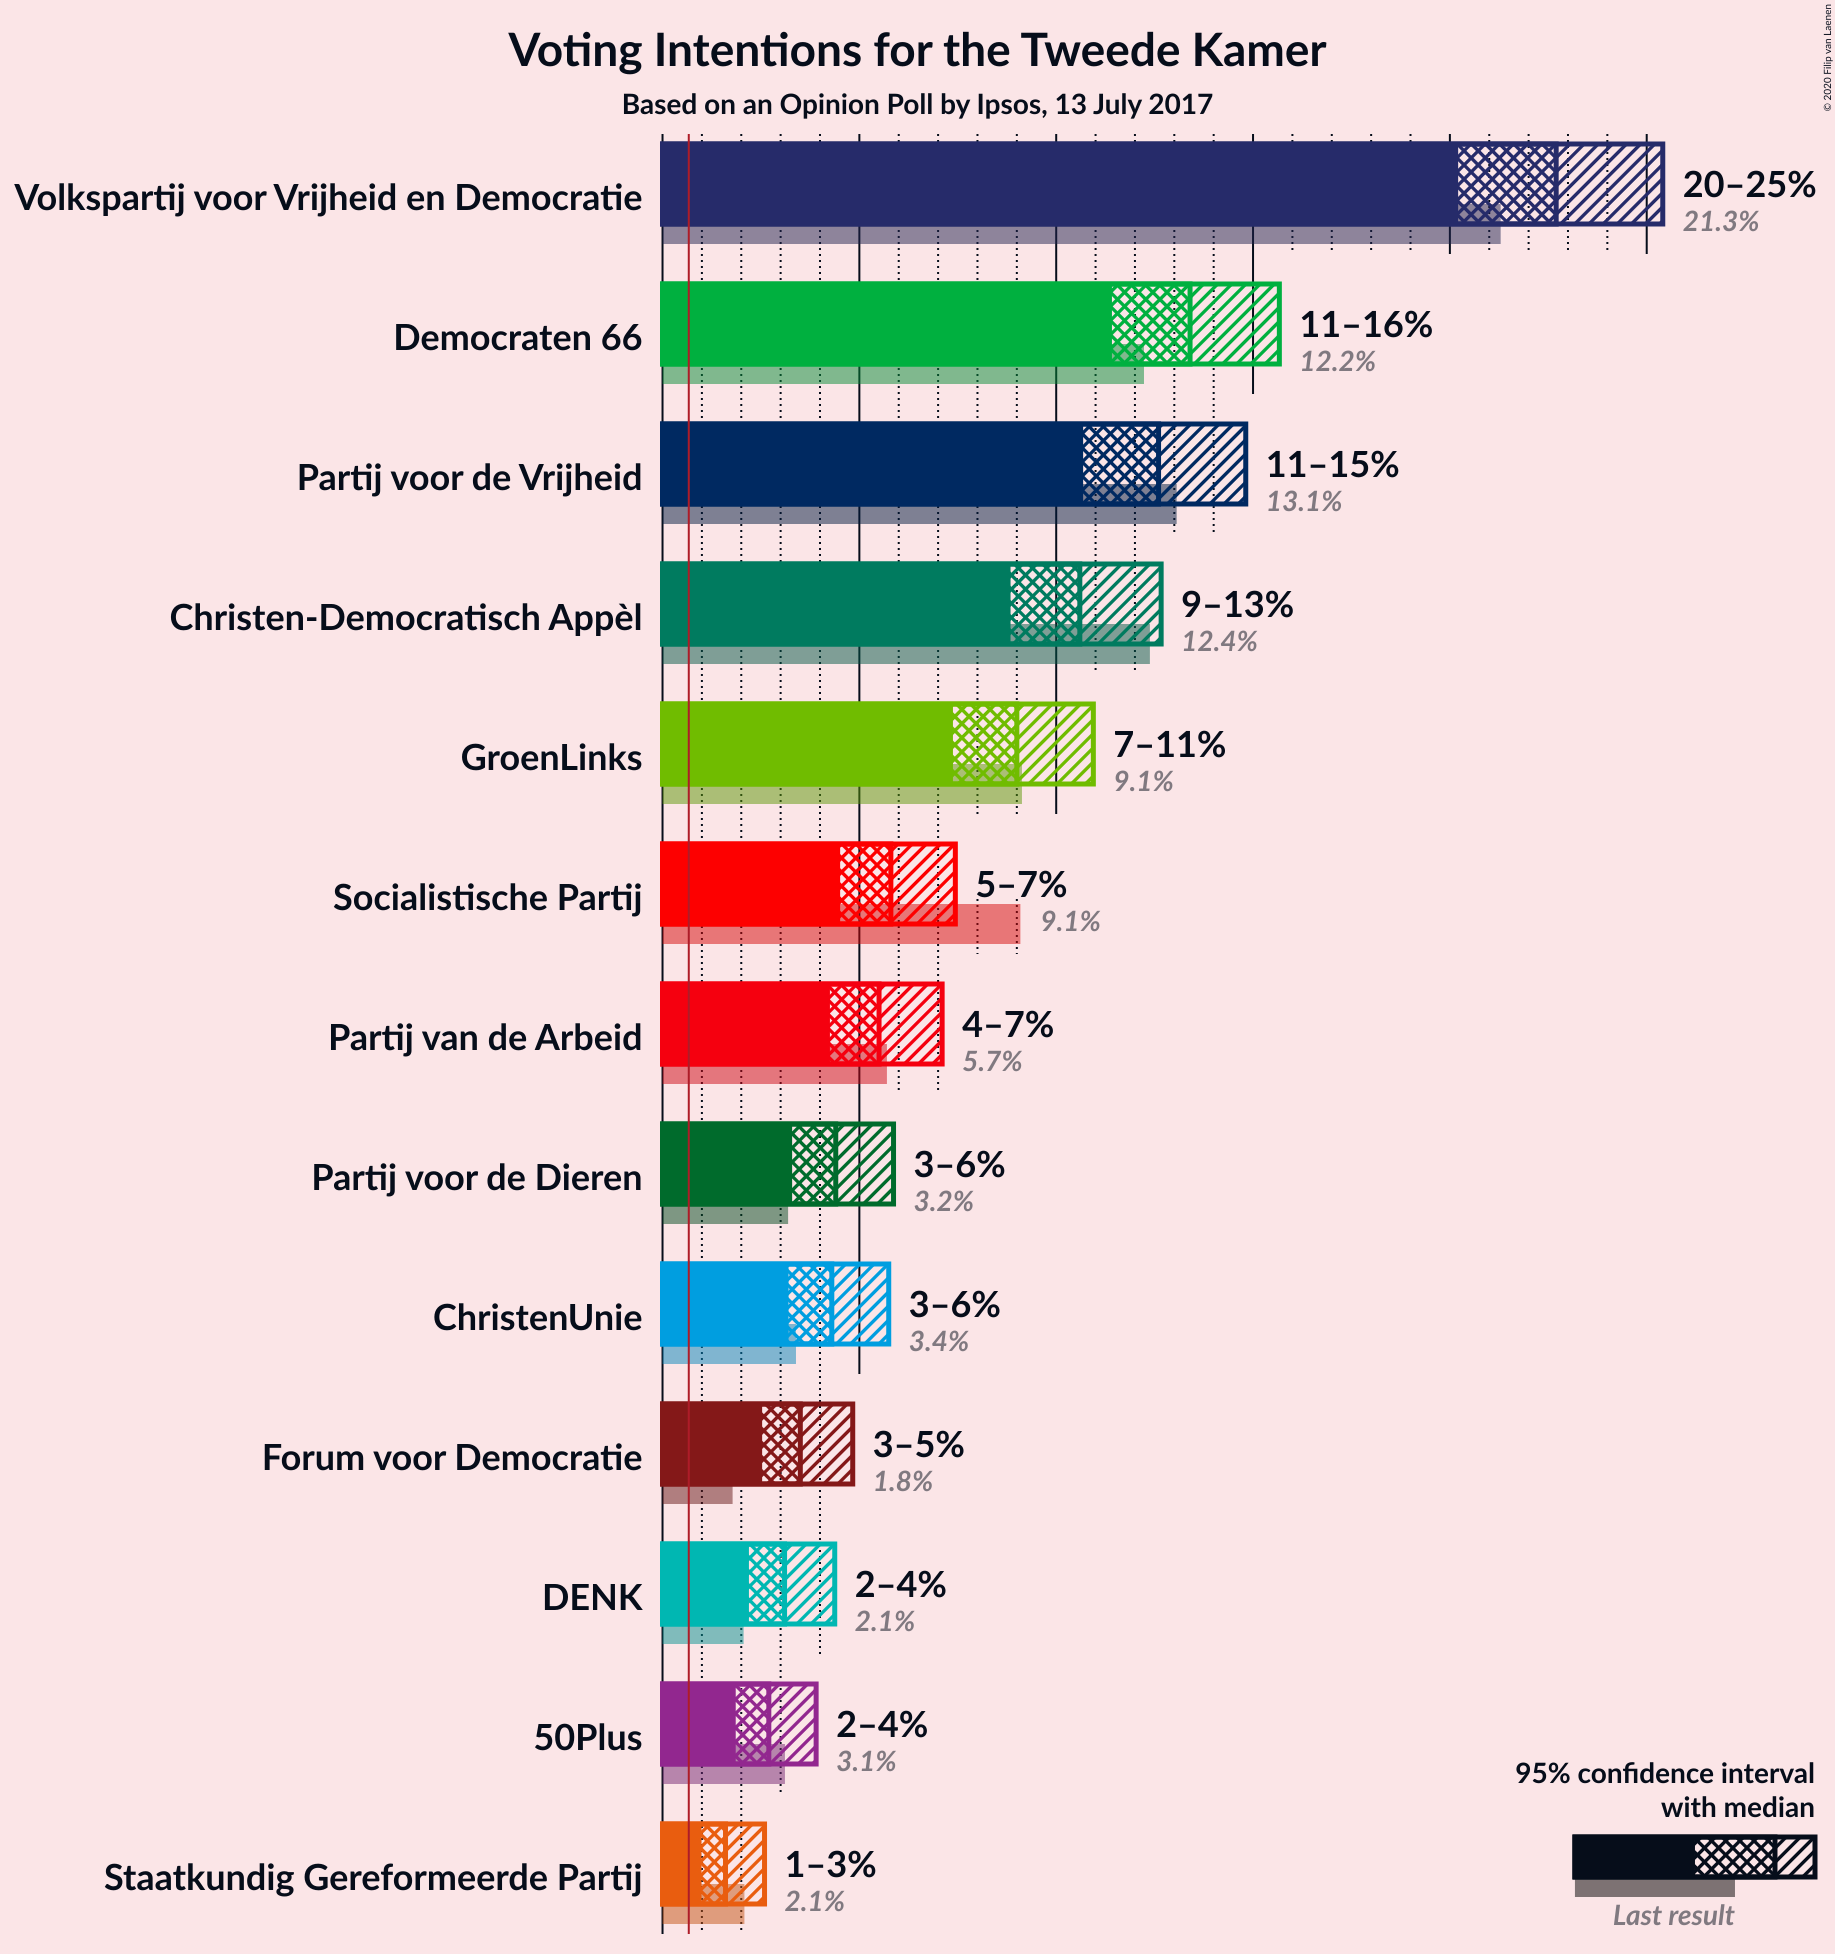 Voting Intentions for the Tweede Kamer
Based on an Opinion Poll by Ipsos, 13 July 2017
© 2020 Filip van Laenen
Volkspartij voor Vrijheid en Democratie
20–25%
21.3%
Democraten 66
11–16%
12.2%
Partij voor de Vrijheid
11–15%
13.1%
Christen-Democratisch Appèl
9–13%
12.4%
GroenLinks
7–11%
9.1%
Socialistische Partij
5–7%
9.1%
Partij van de Arbeid
4–7%
5.7%
Partij voor de Dieren
3–6%
3.2%
ChristenUnie
3–6%
3.4%
Forum voor Democratie
3–5%
1.8%
DENK
2–4%
2.1%
50Plus
2–4%
3.1%
Staatkundig Gereformeerde Partij
1–3%
2.1%
95% confidence interval
with median
Last result